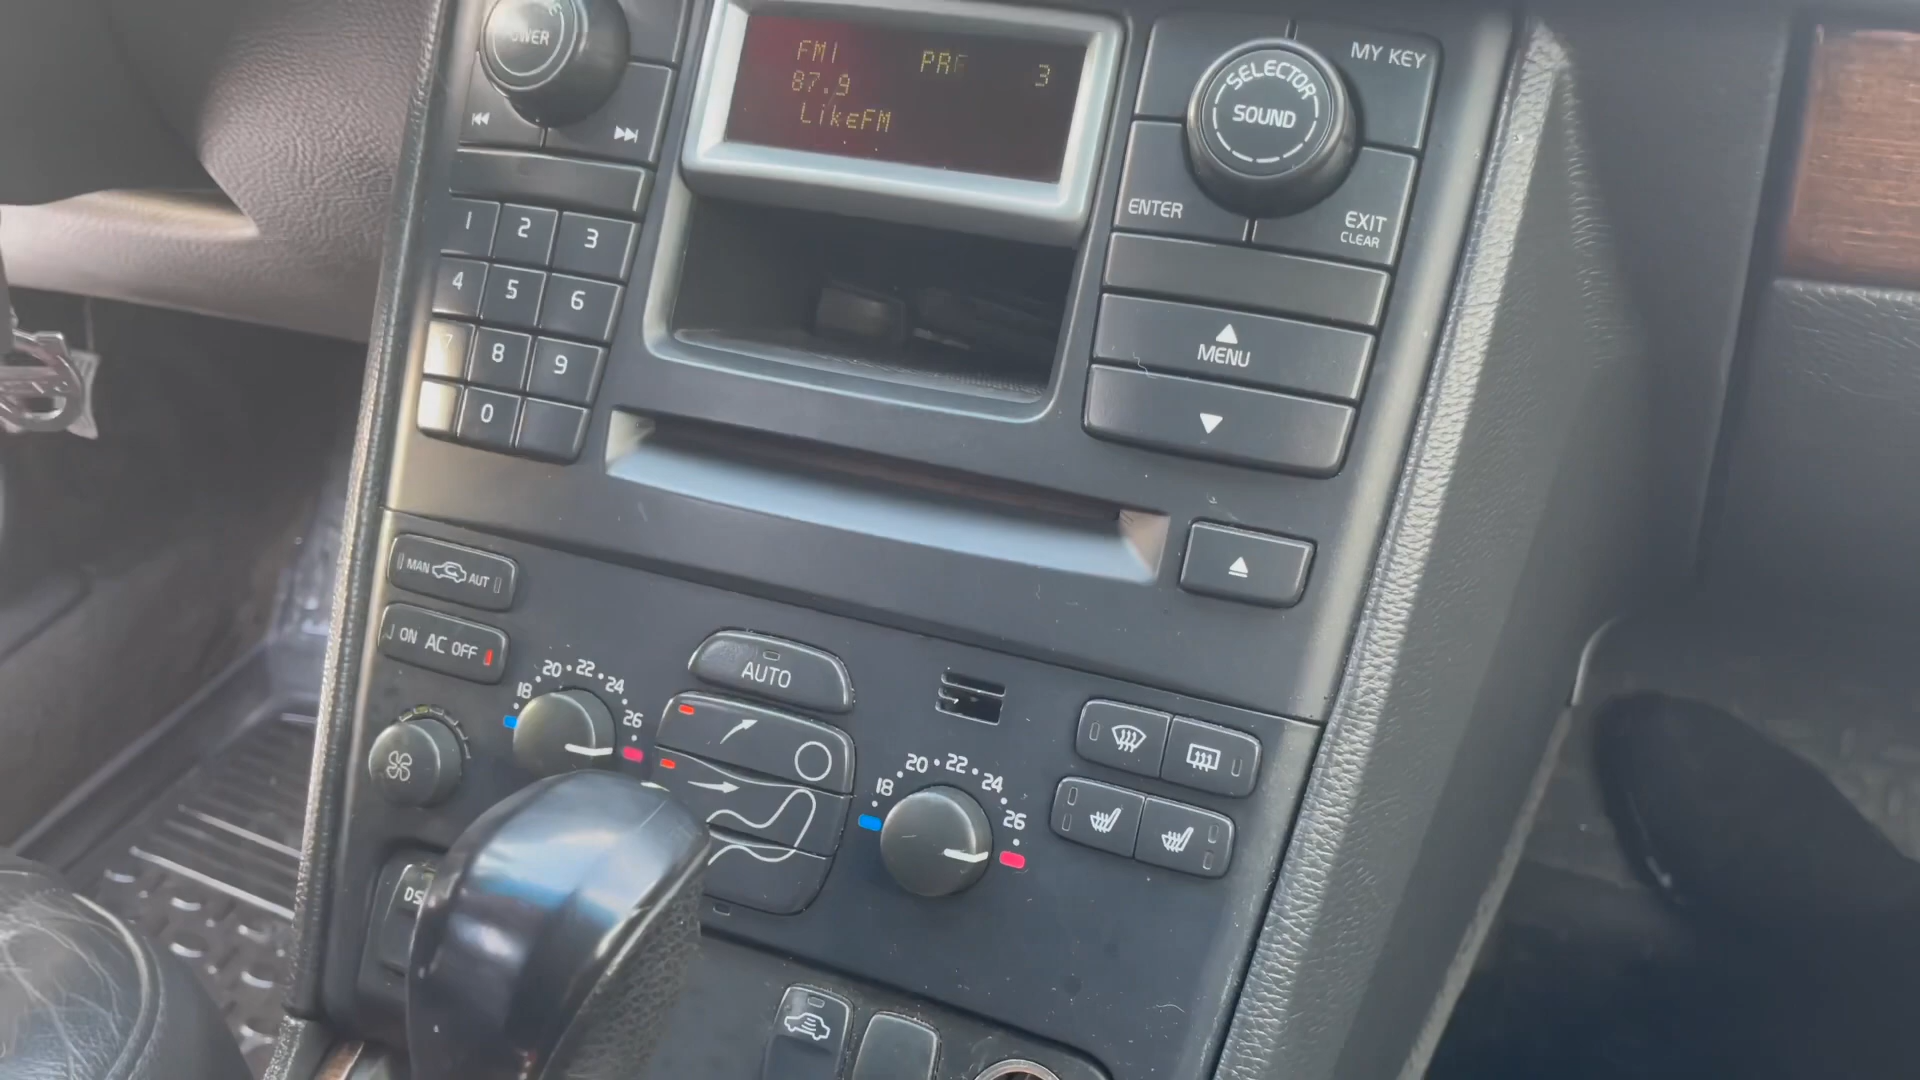 POWER
FM1 PRE 3
87.9
LikeFM
SELECTOR
SOUND
MY KEY
ENTER
EXIT
CLEAR
1 2 3
4 5 6
7 8 9
0
MENU
MAN AUT
ON AC OFF
AUTO
18 20 22 24 26
18 20 22 24 26